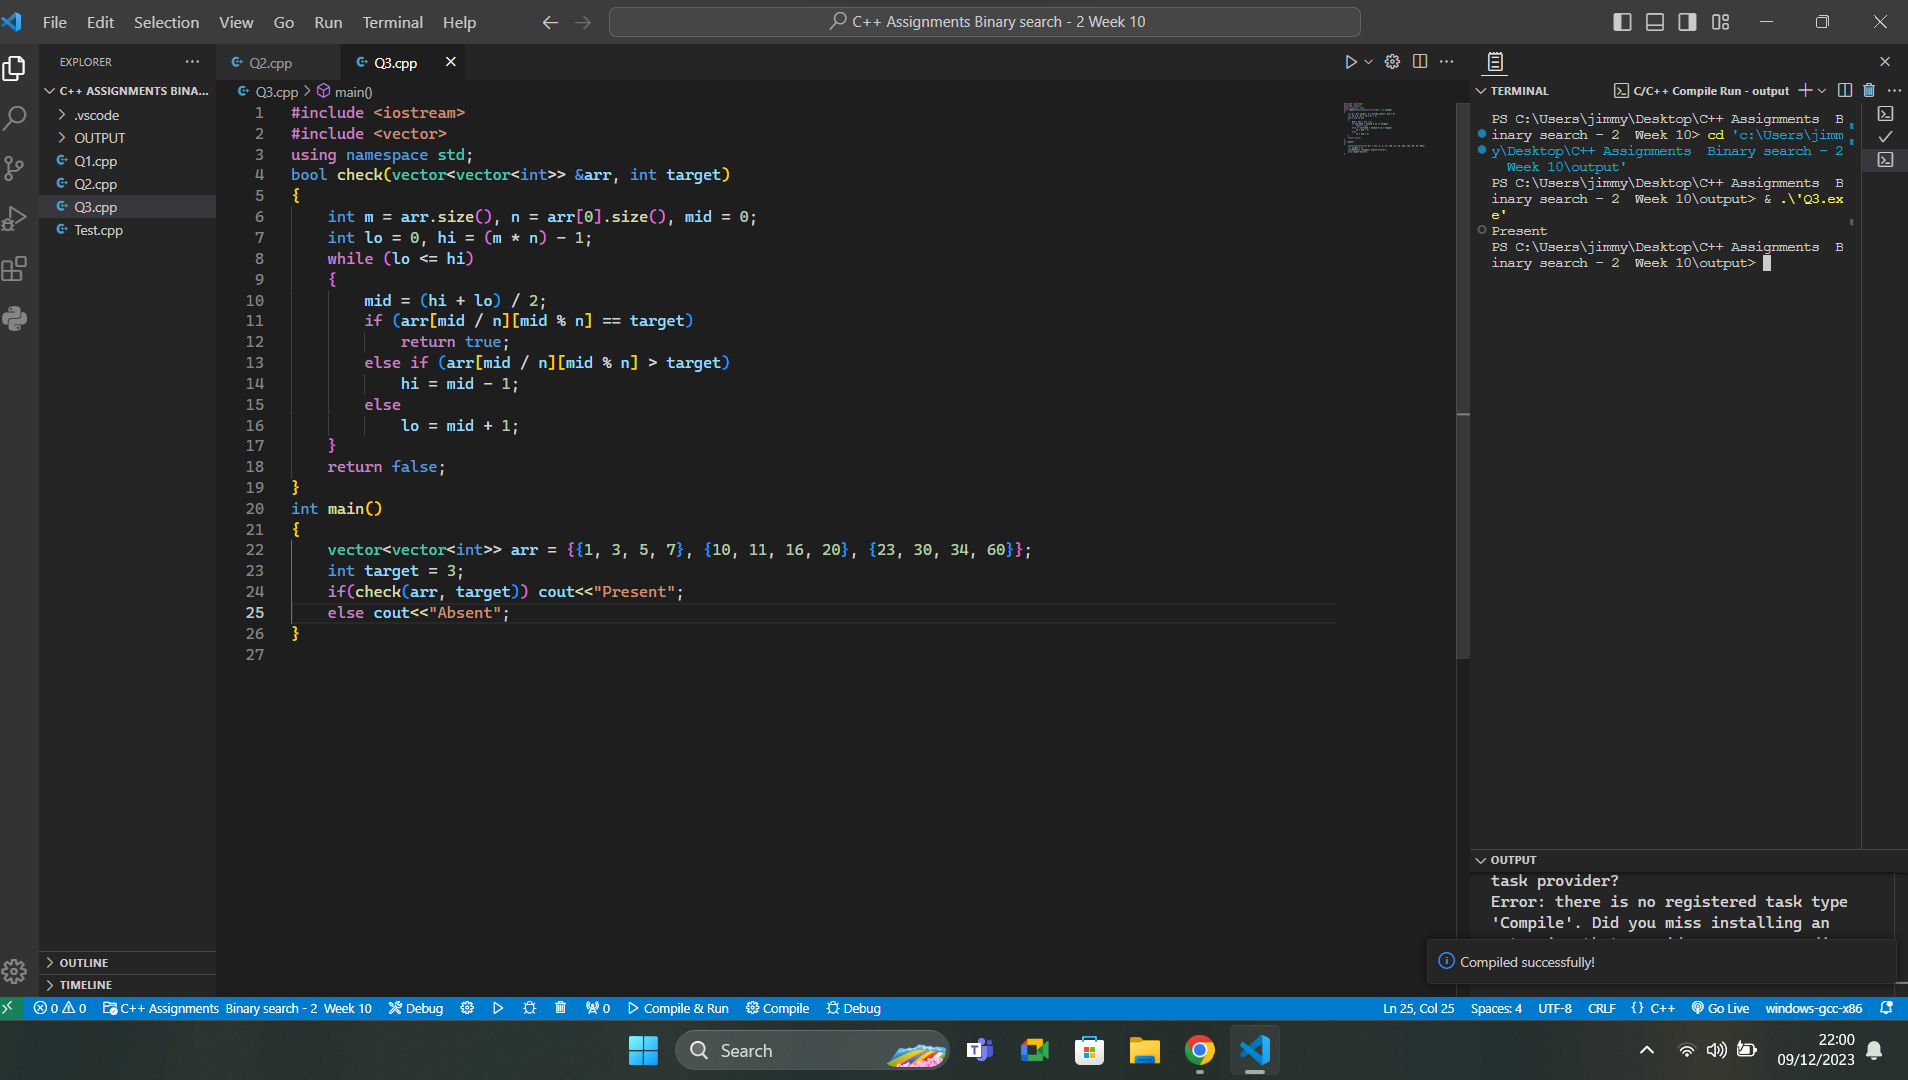 File Edit Selection View Go Run Terminal Help
C++ Assignments Binary search - 2 Week 10
EXPLORER
C++ ASSIGNMENTS BINA...
.vscode
OUTPUT
Q1.cpp
Q2.cpp
Q3.cpp
Test.cpp
OUTLINE
TIMELINE
Q2.cpp
Q3.cpp
Q3.cpp > main()
1 #include <iostream>
2 #include <vector>
3 using namespace std;
4 bool check(vector<vector<int>> &arr, int target)
5 {
6 int m = arr.size(), n = arr[0].size(), mid = 0;
7 int lo = 0, hi = (m * n) - 1;
8 while (lo <= hi)
9 {
10 mid = (hi + lo) / 2;
11 if (arr[mid / n][mid % n] == target)
12 return true;
13 else if (arr[mid / n][mid % n] > target)
14 hi = mid - 1;
15 else
16 lo = mid + 1;
17 }
18 return false;
19 }
20 int main()
21 {
22 vector<vector<int>> arr = {{1, 3, 5, 7}, {10, 11, 16, 20}, {23, 30, 34, 60}};
23 int target = 3;
24 if(check(arr, target)) cout<<"Present";
25 else cout<<"Absent";
26 }
27
TERMINAL
C/C++ Compile Run - output
PS C:\Users\jimmy\Desktop\C++ Assignments  B
inary search - 2  Week 10> cd 'c:\Users\jimm
y\Desktop\C++ Assignments  Binary search - 2
  Week 10\output'
PS C:\Users\jimmy\Desktop\C++ Assignments  B
inary search - 2  Week 10\output> & .\'Q3.ex
e'
Present
PS C:\Users\jimmy\Desktop\C++ Assignments  B
inary search - 2  Week 10\output>
OUTPUT
task provider?
Error: there is no registered task type
'Compile'. Did you miss installing an
Compiled successfully!
0 0 C++ Assignments  Binary search - 2  Week 10 Debug 0 Compile & Run Compile Debug Ln 25, Col 25 Spaces: 4 UTF-8 CRLF {} C++ Go Live windows-gcc-x86
Search
22:00
09/12/2023